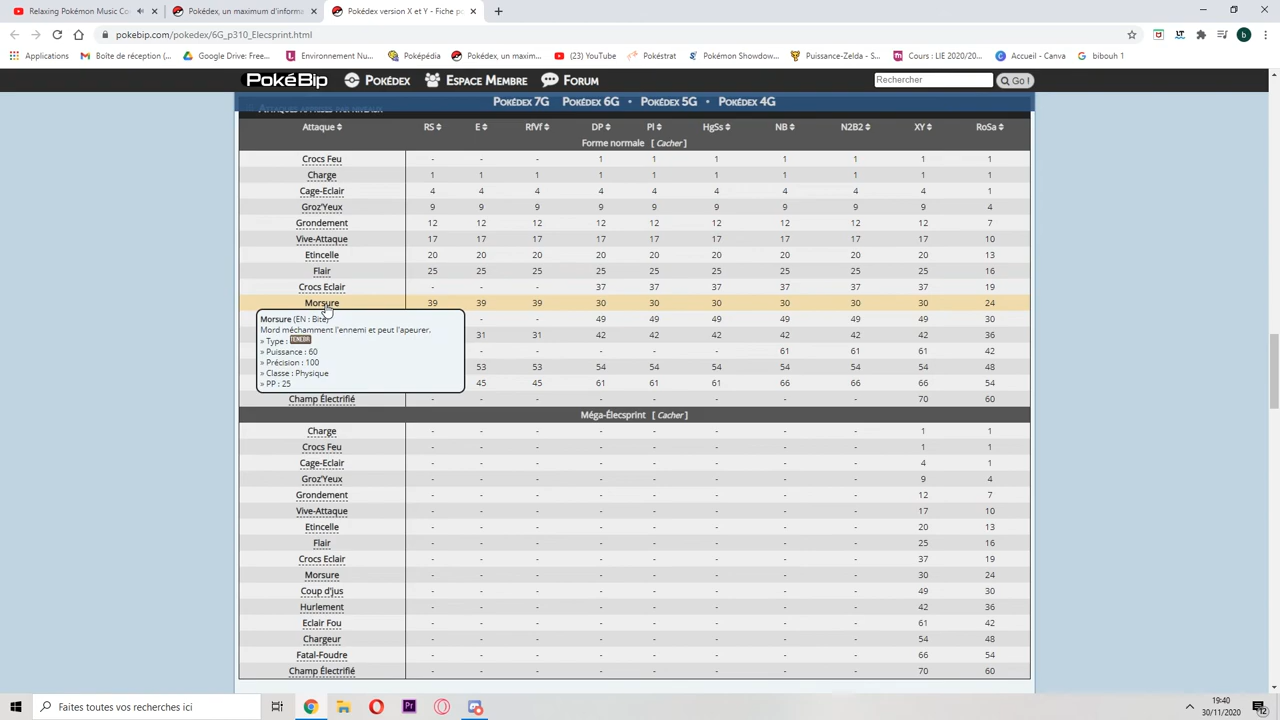 Relaxing Pokémon Music Co
Pokédex, un maximum d'informa
Pokédex version X et Y - Fiche po
pokebip.com/pokedex/6G_p310_Elecsprint.html
Applications
Boîte de réception (...
Google Drive: Free...
Environnement Nu...
Poképédia
Pokédex, un maxim...
(23) YouTube
Pokéstrat
Pokémon Showdow...
Puissance-Zelda (S...
Cours : LIE 2020/20...
Accueil - Canva
bibouh 1
PokéBip
Pokédex
Espace Membre
Forum
Rechercher
Go !
Pokédex 7G Pokédex 6G • Pokédex 5G • Pokédex 4G
Attaque RS E RfVf DP Pl HgSs NB N2B2 XY RoSa
Forme normale [ Cacher ]
Crocs Feu - - - 1 1 1 1 1 1 1
Charge 1 1 1 1 1 1 1 1 1 1
Cage-Eclair 4 4 4 4 4 4 4 4 4 1
Groz'Yeux 9 9 9 9 9 9 9 9 9 4
Grondement 12 12 12 12 12 12 12 12 12 7
Vive-Attaque 17 17 17 17 17 17 17 17 17 10
Etincelle 20 20 20 20 20 20 20 20 20 13
Flair 25 25 25 25 25 25 25 25 25 16
Crocs Eclair - - - 37 37 37 37 37 37 19
Morsure 39 39 39 30 30 30 30 30 30 24
- - 49 49 49 49 49 49 30
31 31 42 42 42 42 42 42 36
- - - - - 61 61 61 42
53 53 54 54 54 54 54 54 48
45 45 61 61 61 66 66 66 54
Morsure (EN : Bite)
Mord méchamment l'ennemi et peut l'apeurer.
» Type : TENEBR
» Puissance : 60
» Précision : 100
» Classe : Physique
» PP : 25
Champ Électrifié - - - - - - - - 70 60
Méga-Élecsprint [ Cacher ]
Charge - - - - - - - - 1 1
Crocs Feu - - - - - - - - 1 1
Cage-Eclair - - - - - - - - 4 1
Groz'Yeux - - - - - - - - 9 4
Grondement - - - - - - - - 12 7
Vive-Attaque - - - - - - - - 17 10
Etincelle - - - - - - - - 20 13
Flair - - - - - - - - 25 16
Crocs Eclair - - - - - - - - 37 19
Morsure - - - - - - - - 30 24
Coup d'jus - - - - - - - - 49 30
Hurlement - - - - - - - - 42 36
Eclair Fou - - - - - - - - 61 42
Chargeur - - - - - - - - 54 48
Fatal-Foudre - - - - - - - - 66 54
Champ Électrifié - - - - - - - - 70 60
Faites toutes vos recherches ici
19:40
30/11/2020